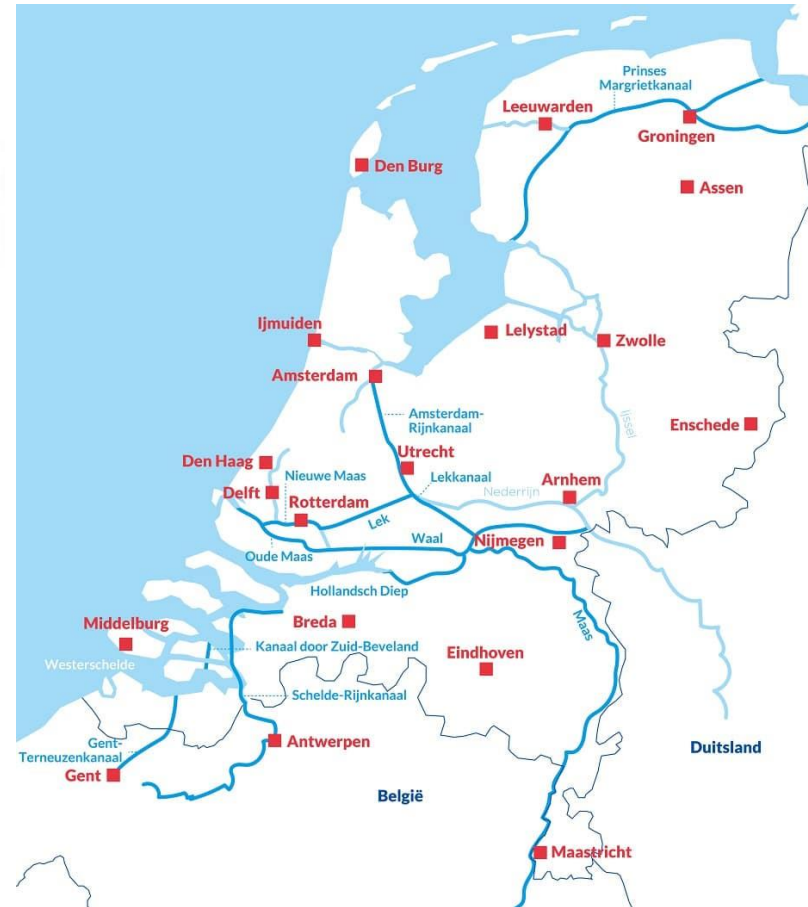 Prinses
Margrietkanaal
Leeuwarden
Groningen
Den Burg
Assen
Ijmuiden
Lelystad
Zwolle
Amsterdam
Amsterdam-
Rijnkanaal
Ijssel
Enschede
Utrecht
Den Haag
Nieuwe Maas
Lekkanaal
Arnhem
Delft
Rotterdam
Nederrijn
Lek
Waal
Nijmegen
Oude Maas
Hollandsch Diep
Maas
Middelburg
Breda
Kanaal door Zuid-Beveland
Eindhoven
Westerschelde
Schelde-Rijnkanaal
Gent-
Terneuzenkanaal
Antwerpen
Duitsland
Gent
België
Maastricht